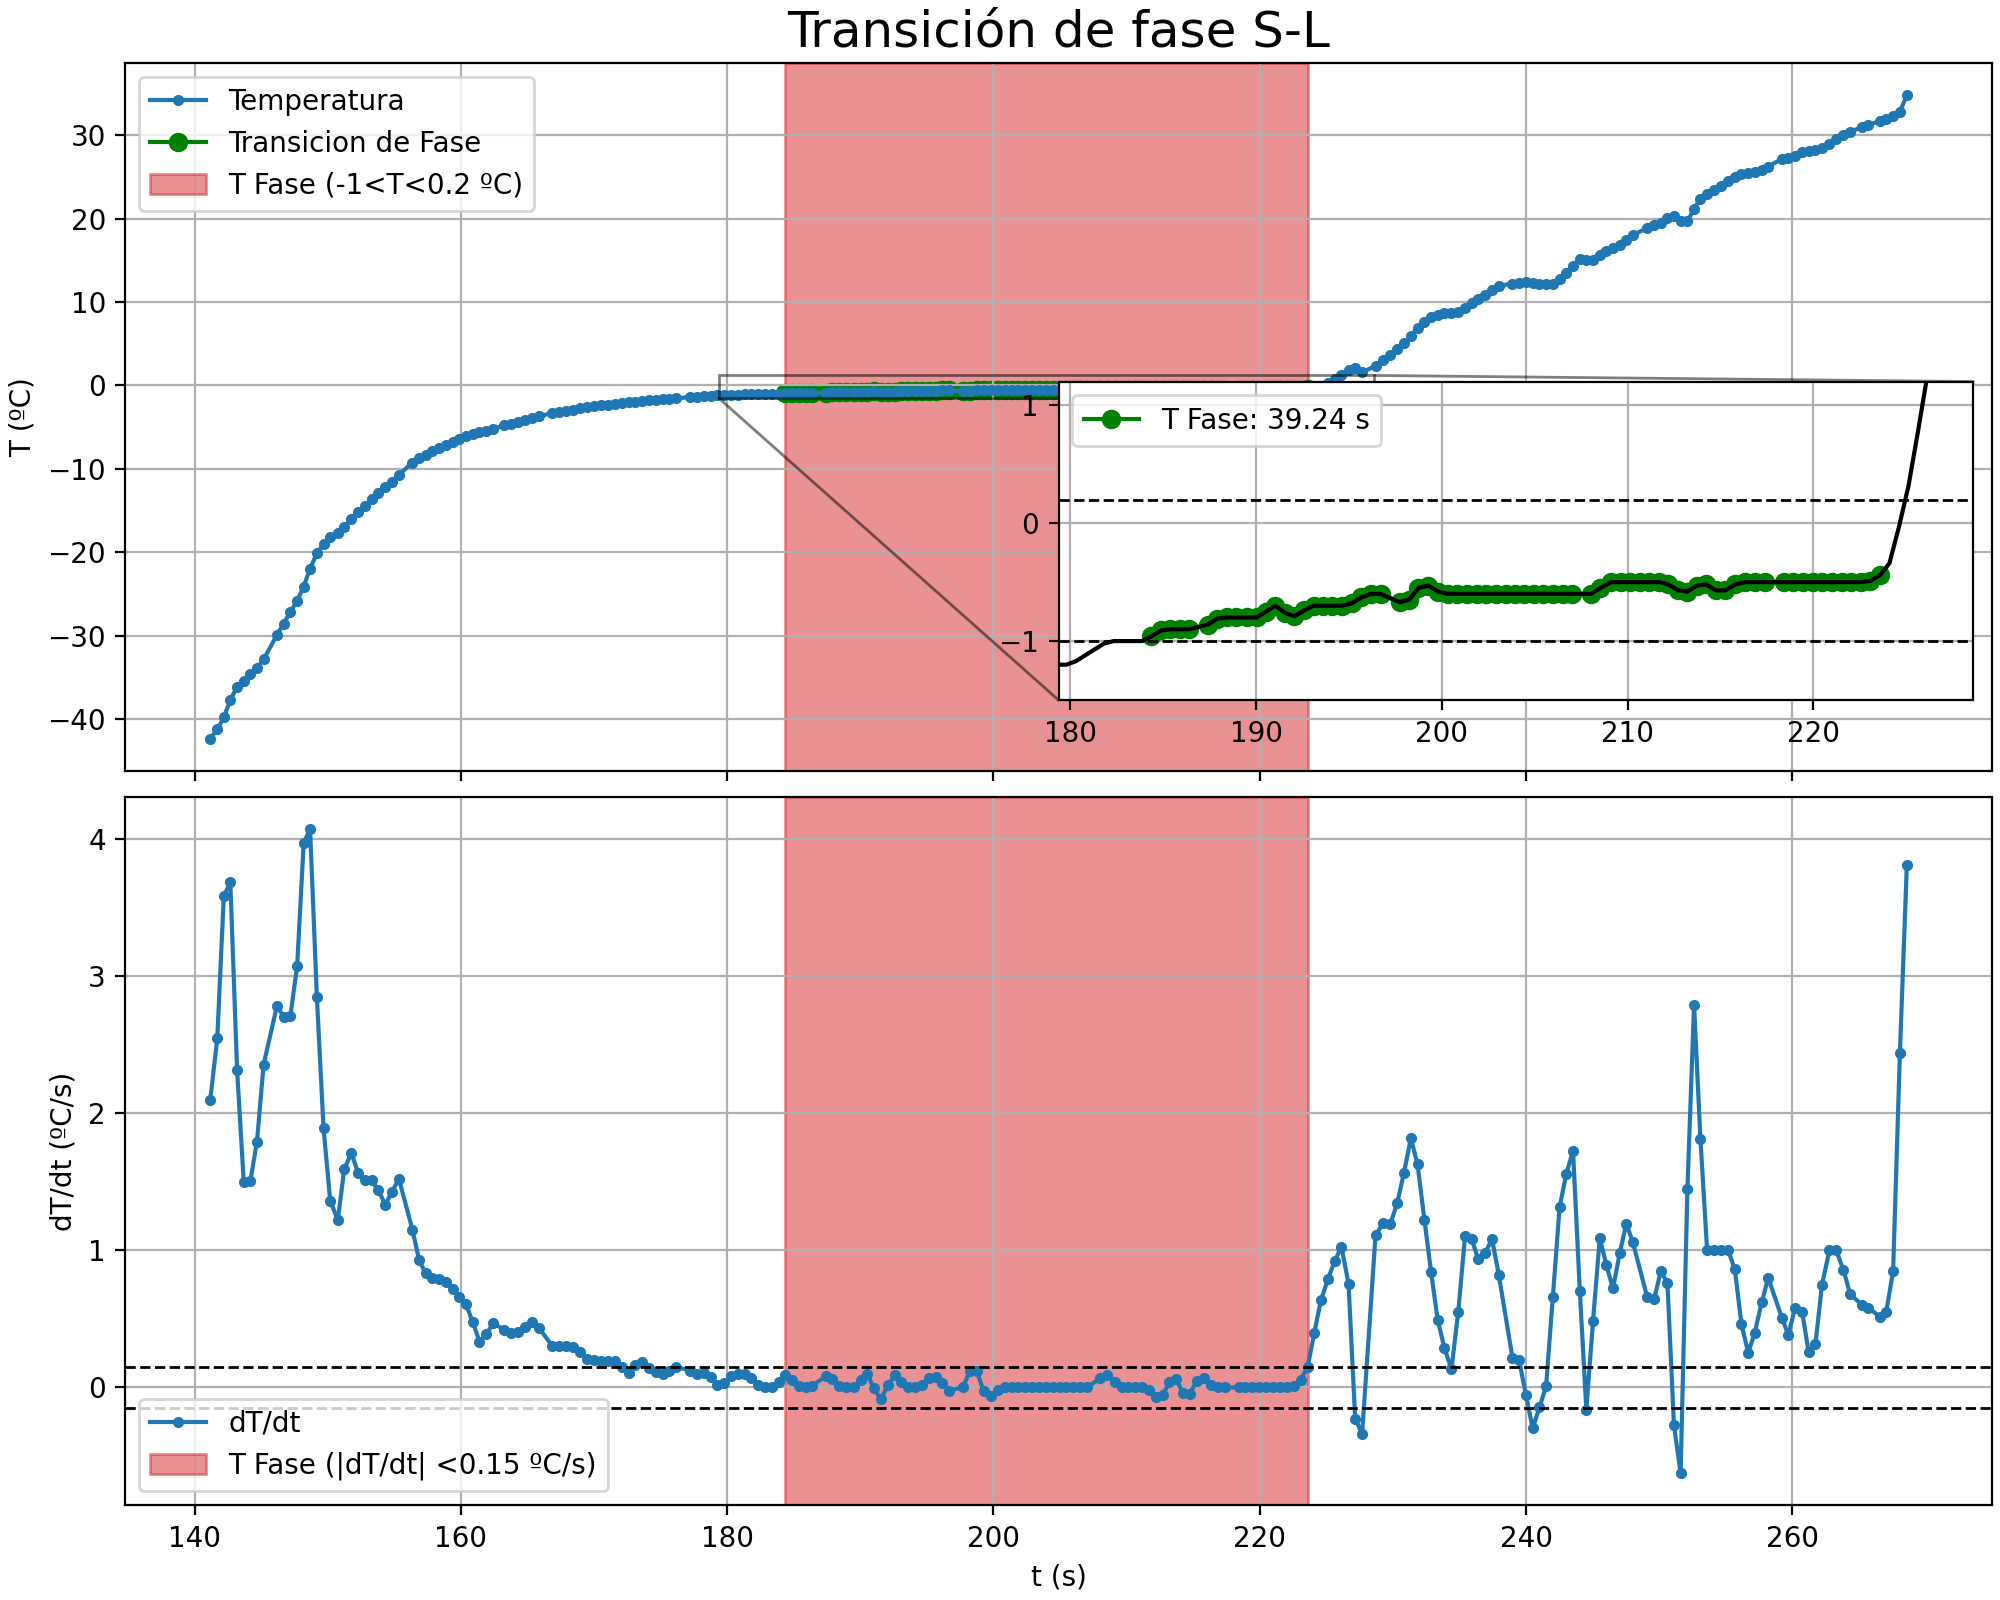 Transición de fase S-L
Temperatura
Transicion de Fase
T Fase (-1<T<0.2 ºC)
T (ºC)
30
20
10
0
−10
−20
−30
−40
T Fase: 39.24 s
1
0
−1
180 190 200 210 220
dT/dt (ºC/s)
4
3
2
1
0
dT/dt
T Fase (|dT/dt| <0.15 ºC/s)
140 160 180 200 220 240 260
t (s)